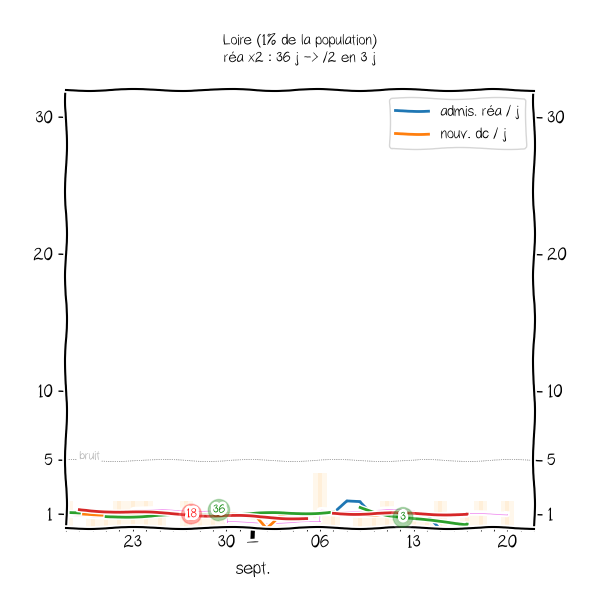 Loire (1% de la population)
réa x2 : 36 j -> /2 en 3 j
admis. réa / j
nouv. dc / j
30 30
20 20
10 10
5 5
bruit
1 1
18 36 3
23 30 06 13 20
sept.